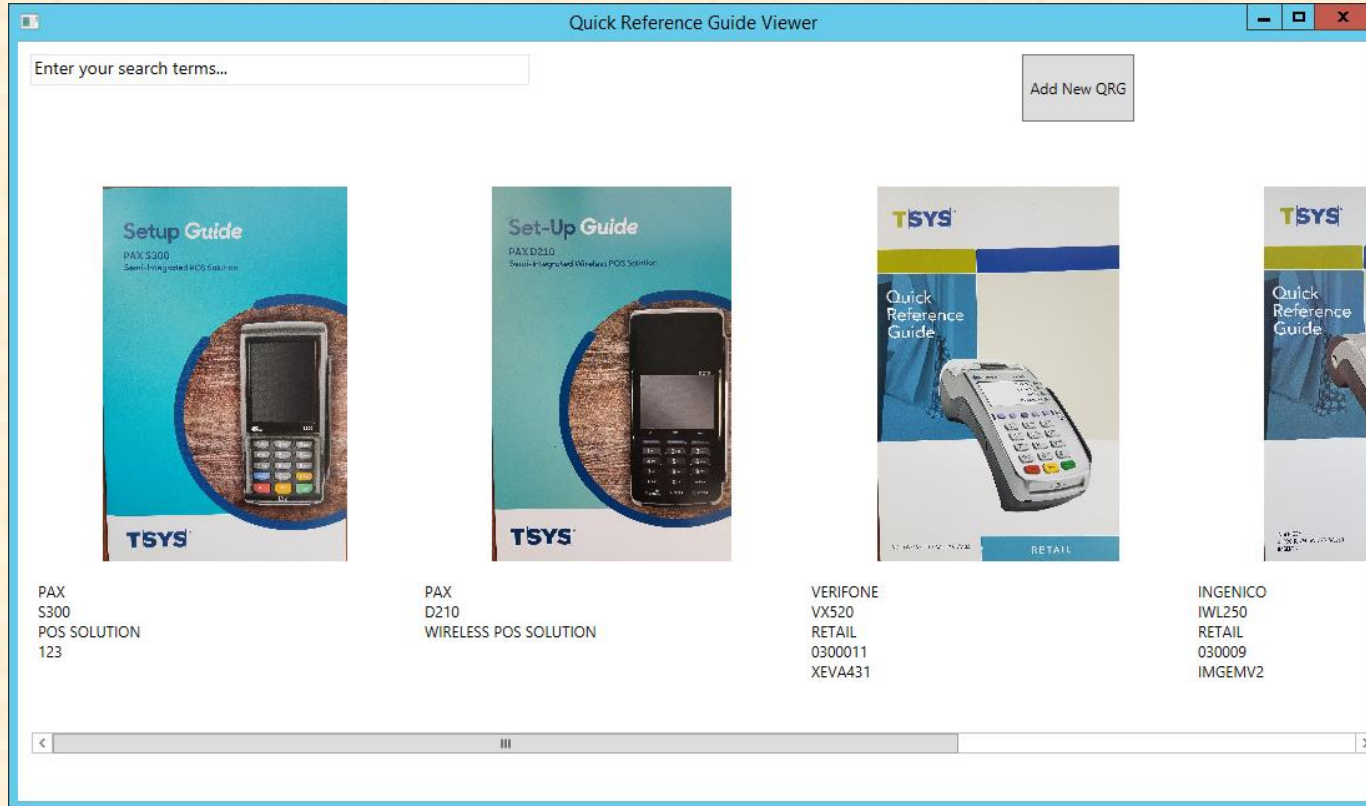 Quick Reference Guide Viewer
Enter your search terms...
Add New QRG
Setup Guide
PAX S300
Semi-Integrated POS Solution
TSYS
Set-Up Guide
PAX D210
Semi-Integrated Wireless POS Solution
TSYS
TSYS
Quick
Reference
Guide
RETAIL
TSYS
Quick
Reference
Guide
PAX
S300
POS SOLUTION
123
PAX
D210
WIRELESS POS SOLUTION
VERIFONE
VX520
RETAIL
0300011
XEVA431
INGENICO
IWL250
RETAIL
030009
IMGEMV2